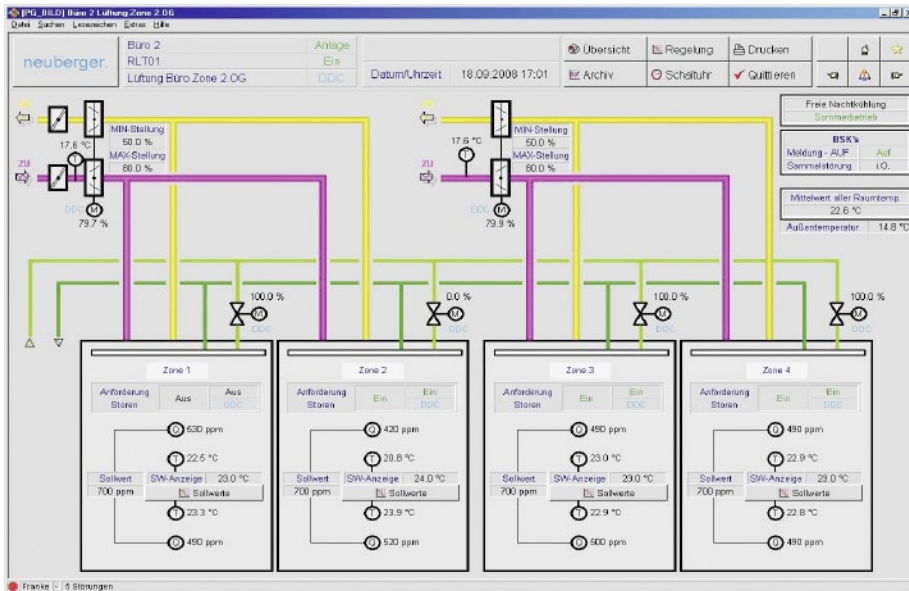 [PG_BILD] Büro 2 Lüftung Zone 2.OG
Datei Suchen Lesezeichen Extras Hilfe
neuberger.
Büro 2 Anlage
RLT01 Ein
Lüftung Büro Zone 2.OG DDC
Datum/Uhrzeit 18.09.2008 17:01
Übersicht Regelung Drucken
Archiv Schaltuhr Quittieren
MIN-Stellung
50.0 %
MAX-Stellung
80.0 %
17.6 °C
T
ZU
DDC M
79.7 %
MIN-Stellung
50.0 %
MAX-Stellung
80.0 %
17.6 °C
T
ZU
DDC M
79.9 %
Freie Nachtkühlung
Sommerbetrieb
BSK's
Meldung - AUF Auf
Sammelstörung i.O.
Mittelwert aller Raumtemp.
22.6 °C
Außentemperatur 14.8 °C
100.0 %
M
DDC
0.0 %
M
DDC
100.0 %
M
DDC
100.0 %
M
DDC
Zone 1
Anforderung Storen Aus Aus
DDC
Q 530 ppm
T 22.5 °C
Sollwert SW-Anzeige 23.0 °C
700 ppm Sollwerte
T 23.3 °C
Q 490 ppm
Zone 2
Anforderung Storen Ein Ein
DDC
Q 420 ppm
T 20.8 °C
Sollwert SW-Anzeige 24.0 °C
700 ppm Sollwerte
T 23.9 °C
Q 520 ppm
Zone 3
Anforderung Storen Ein Ein
DDC
Q 490 ppm
T 23.0 °C
Sollwert SW-Anzeige 23.0 °C
700 ppm Sollwerte
T 22.9 °C
Q 500 ppm
Zone 4
Anforderung Storen Ein Ein
DDC
Q 490 ppm
T 22.9 °C
Sollwert SW-Anzeige 23.0 °C
700 ppm Sollwerte
T 22.8 °C
Q 490 ppm
Franke - 5 Störungen